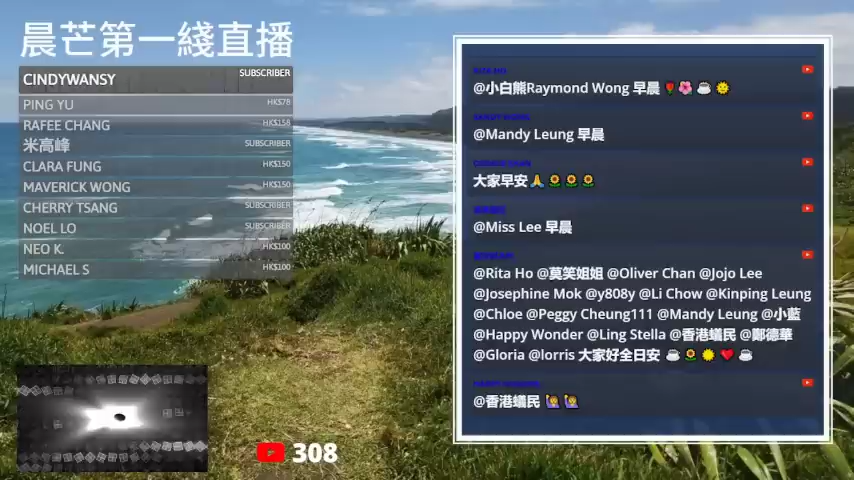 晨芒第一綫直播
CINDYWANSY SUBSCRIBER
PING YU HK$78
RAFEE CHANG HK$158
米高峰 SUBSCRIBER
CLARA FUNG HK$150
MAVERICK WONG HK$150
CHERRY TSANG SUBSCRIBER
NOEL LO SUBSCRIBER
NEO K. HK$100
MICHAEL S HK$100
308
@小白熊Raymond Wong 早晨 🌹🌺☕🌞
@Mandy Leung 早晨
大家早安 🙏🌻🌻🌻
@Miss Lee 早晨
@Rita Ho @莫笑姐姐 @Oliver Chan @Jojo Lee
@Josephine Mok @y808y @Li Chow @Kinping Leung
@Chloe @Peggy Cheung111 @Mandy Leung @小藍
@Happy Wonder @Ling Stella @香港蟻民 @鄭德華
@Gloria @lorris 大家好全日安 ☕🌻🌞❤️☕
@香港蟻民 🙋‍♀️🙋‍♀️